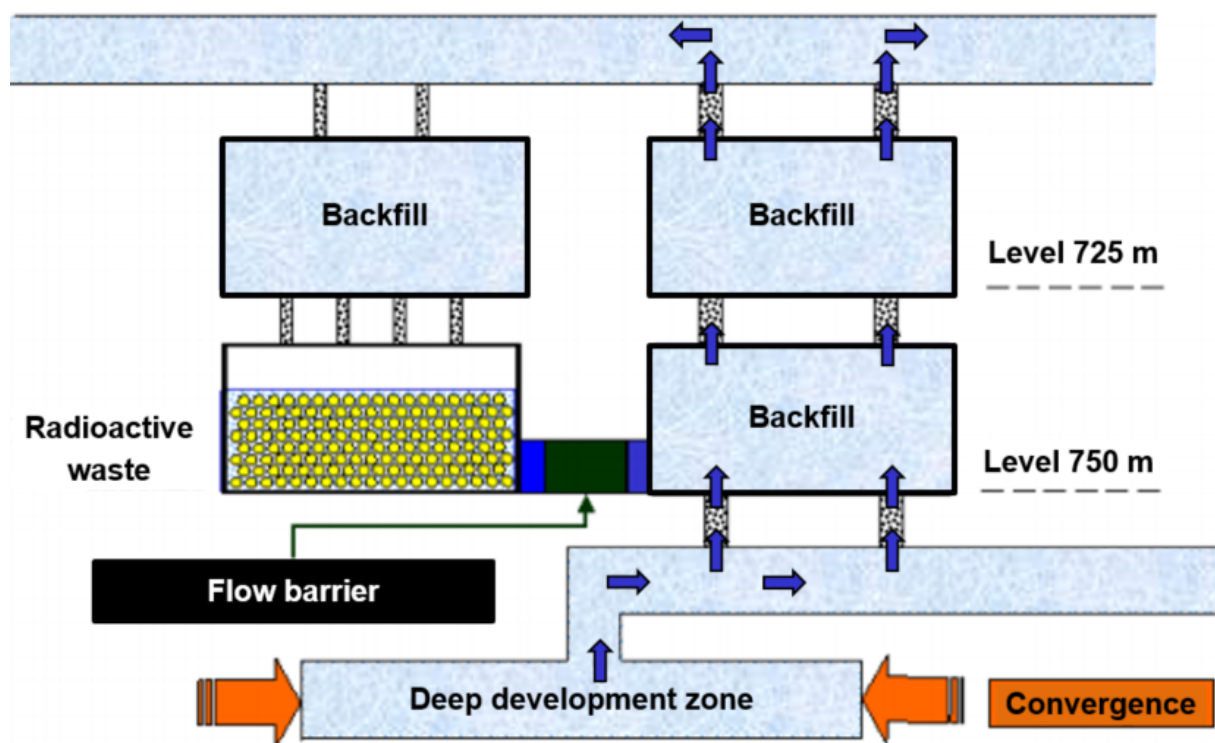 Backfill
Backfill
Level 725 m
Radioactive
waste
Backfill
Level 750 m
Flow barrier
Deep development zone
Convergence